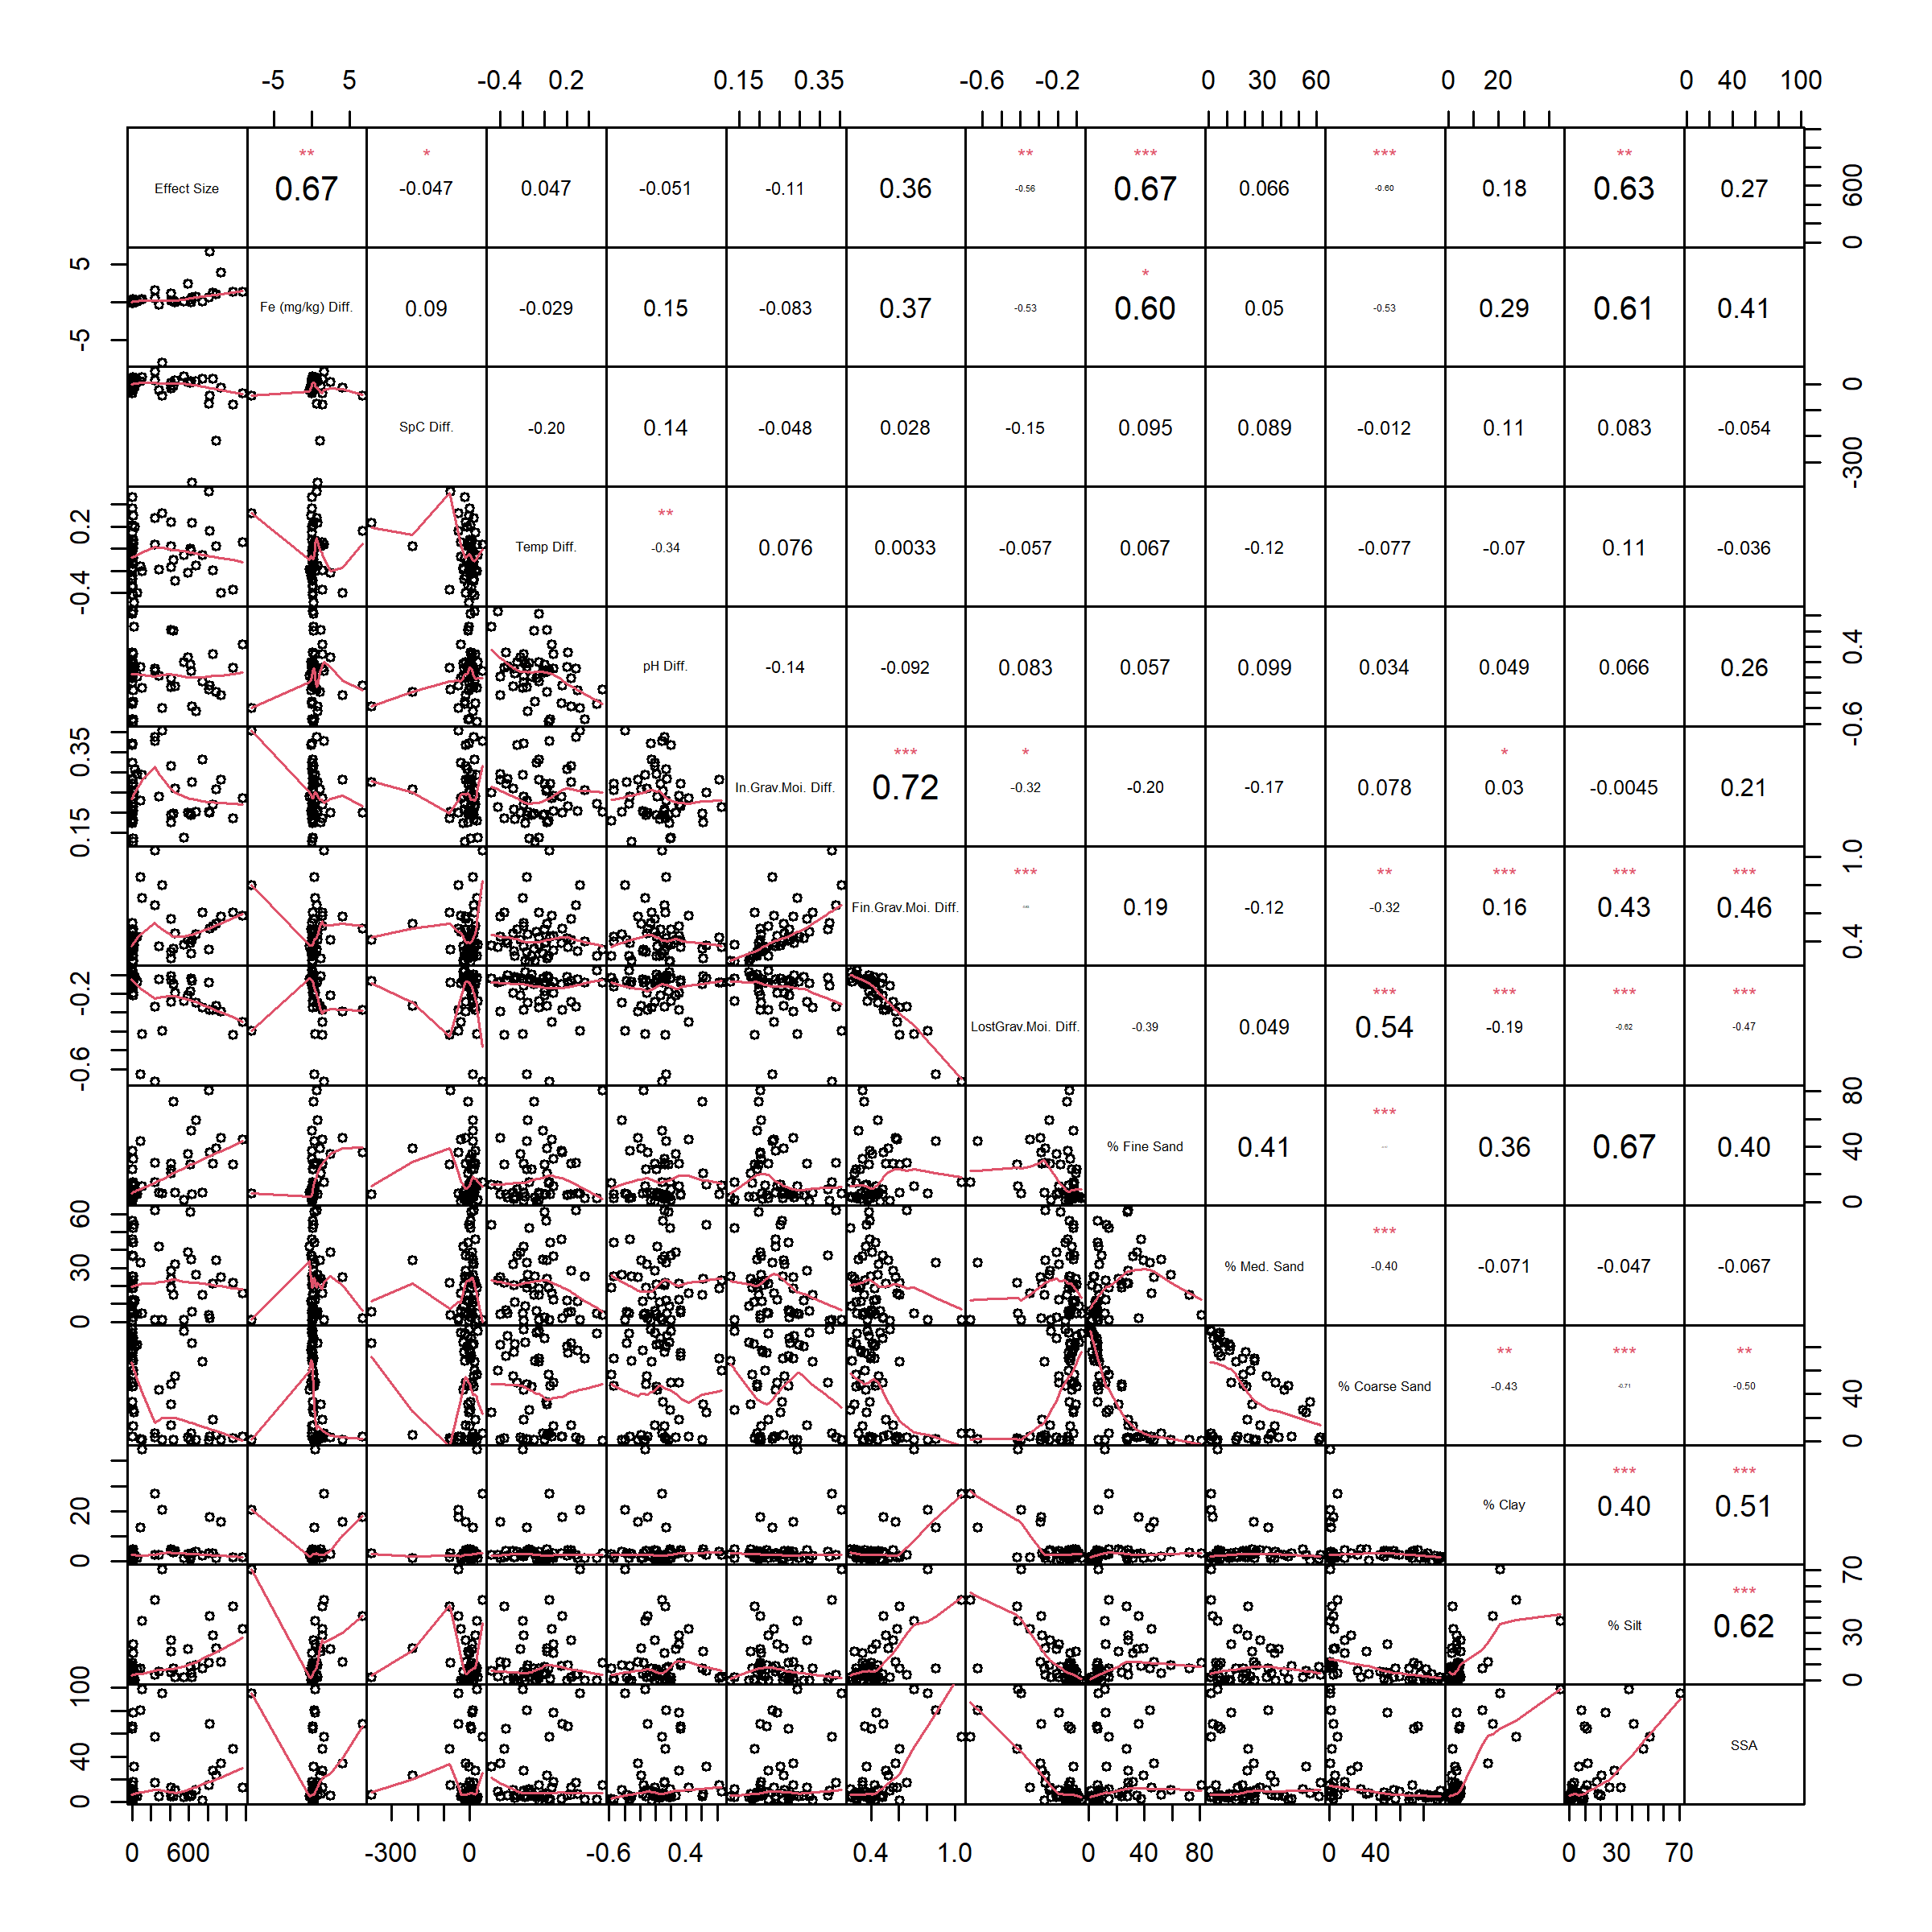 -5 5 -0.4 0.2 0.15 0.35 -0.6 -0.2 0 30 60 0 20 0 40 100
** * ** *** *** **
Effect Size 0.67 -0.047 0.047 -0.051 -0.11 0.36 -0.56 0.67 0.066 -0.60 0.18 0.63 0.27 0 600
*
-5 5 Fe (mg/kg) Diff. 0.09 -0.029 0.15 -0.083 0.37 -0.53 0.60 0.05 -0.53 0.29 0.61 0.41
SpC Diff. -0.20 0.14 -0.048 0.028 -0.15 0.095 0.089 -0.012 0.11 0.083 -0.054 -300 0
**
-0.4 0.2 Temp Diff. -0.34 0.076 0.0033 -0.057 0.067 -0.12 -0.077 -0.07 0.11 -0.036
pH Diff. -0.14 -0.092 0.083 0.057 0.099 0.034 0.049 0.066 0.26 -0.6 0.4
*** * *
0.15 0.35 In.Grav.Moi. Diff. 0.72 -0.32 -0.20 -0.17 0.078 0.03 -0.0045 0.21
*** ** *** *** ***
Fin.Grav.Moi. Diff. 0.19 -0.12 -0.32 0.16 0.43 0.46 0.4 1.0
*** *** *** ***
-0.6 -0.2 LostGrav.Moi. Diff. -0.39 0.049 0.54 -0.19 -0.62 -0.47
***
% Fine Sand 0.41 0.36 0.67 0.40 0 40 80
***
0 30 60 % Med. Sand -0.40 -0.071 -0.047 -0.067
** *** **
% Coarse Sand -0.43 -0.71 -0.50 0 40
*** ***
0 20 % Clay 0.40 0.51
***
% Silt 0.62 0 30 70
0 40 100 SSA
0 600 -300 0 -0.6 0.4 0.4 1.0 0 40 80 0 40 0 30 70